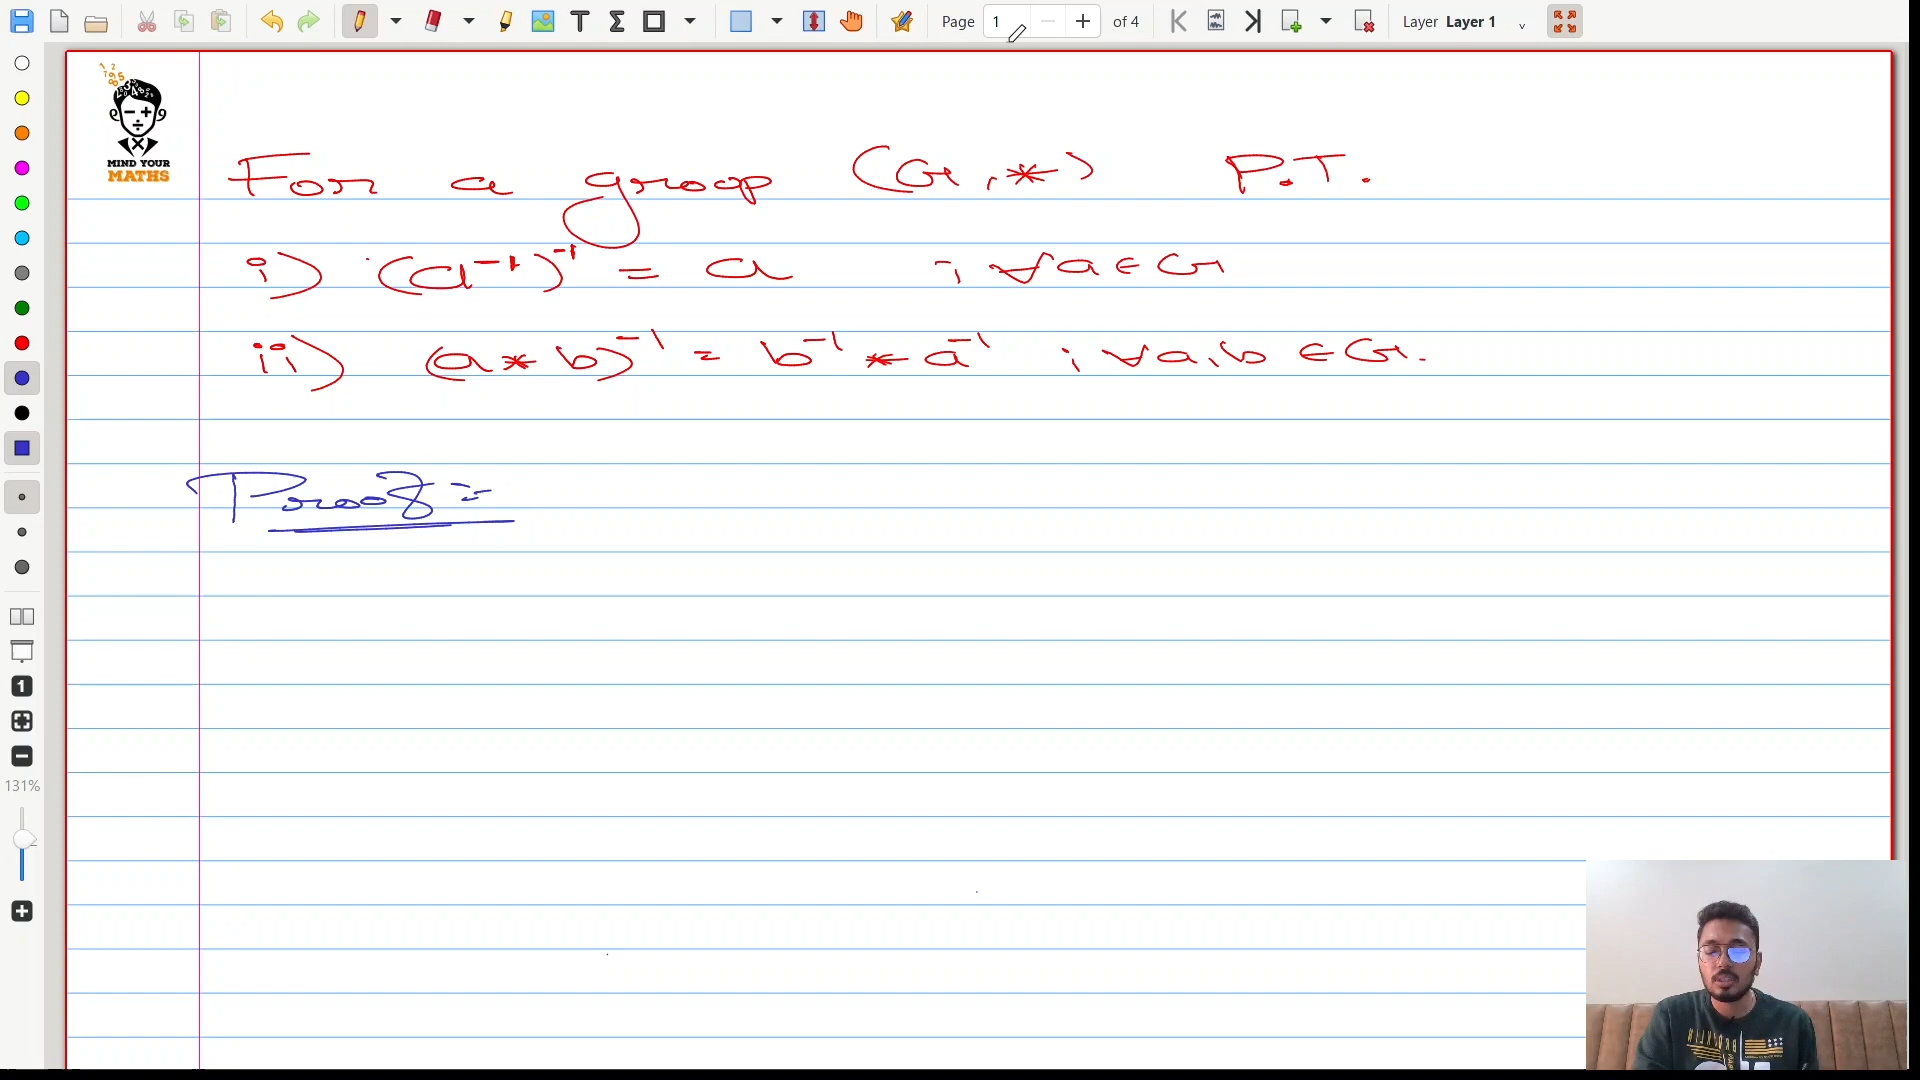 Page 1 of 4 Layer Layer 1
MIND YOUR
MATHS
For a group (G, *) P.T.
i) (a⁻¹)⁻¹ = a ; ∀ a ∈ G
ii) (a * b)⁻¹ = b⁻¹ * a⁻¹ ; ∀ a, b ∈ G.
Proof :
131%